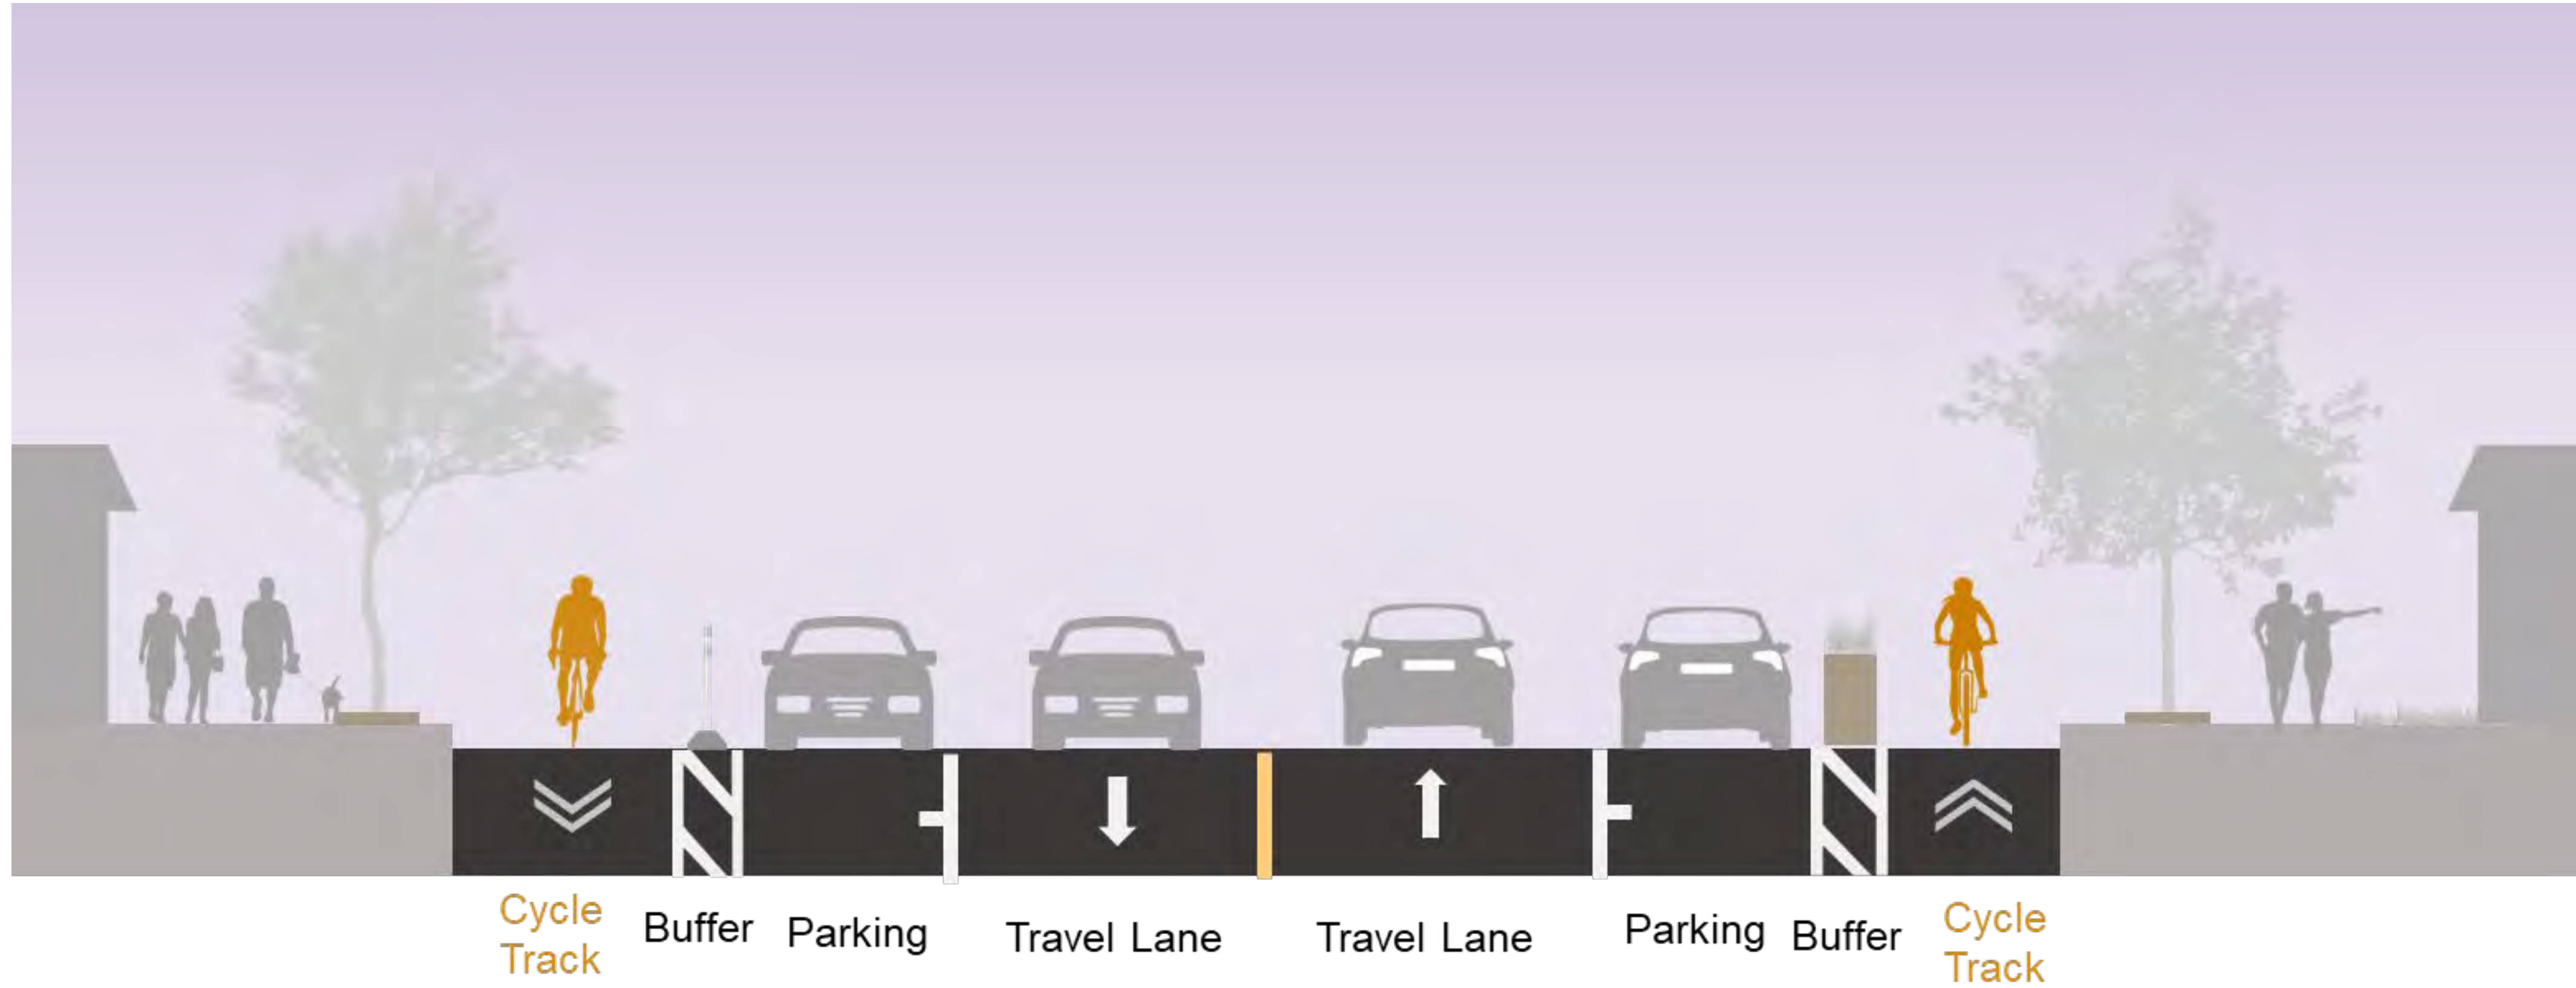 Cycle
Track
Buffer
Parking
Travel Lane
Travel Lane
Parking
Buffer
Cycle
Track